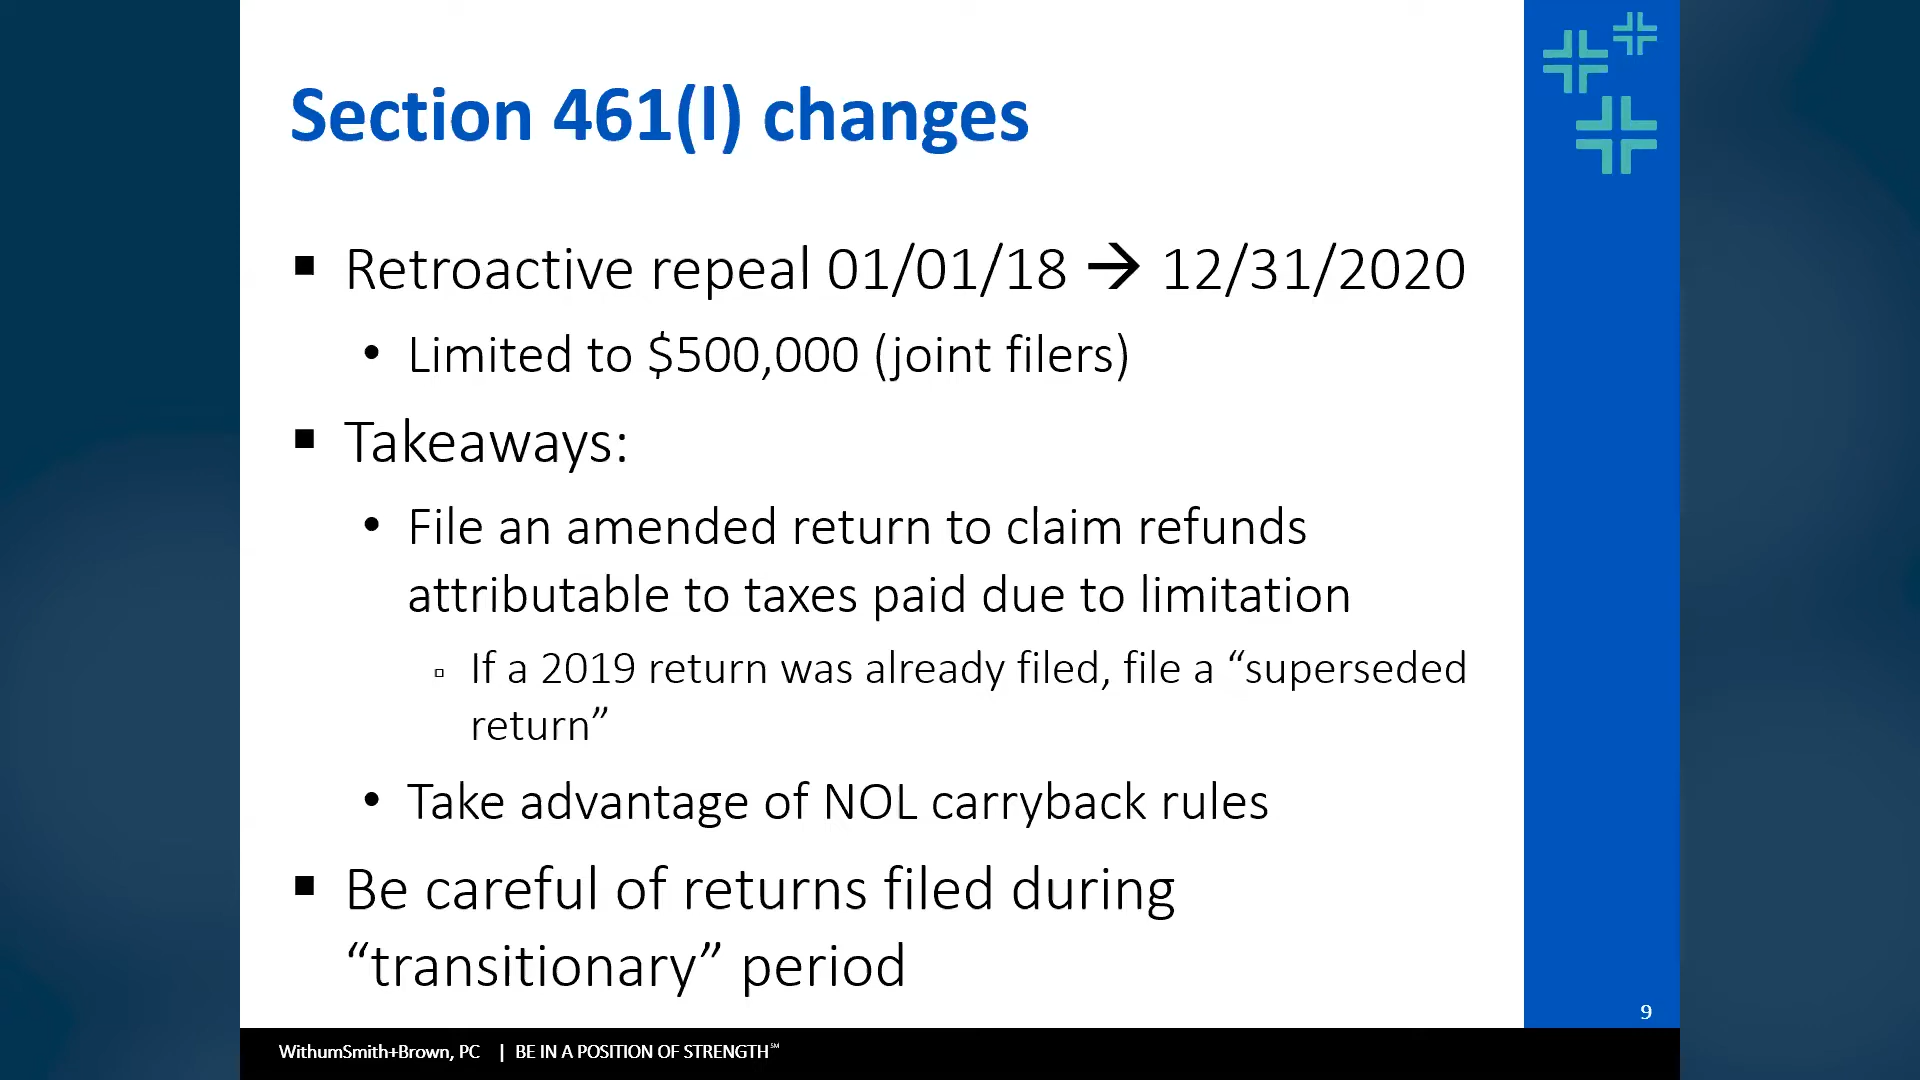 Section 461(l) changes
▪ Retroactive repeal 01/01/18 → 12/31/2020
• Limited to $500,000 (joint filers)
▪ Takeaways:
• File an amended return to claim refunds
attributable to taxes paid due to limitation
▫ If a 2019 return was already filed, file a “superseded
return”
• Take advantage of NOL carryback rules
▪ Be careful of returns filed during
“transitionary” period
9
WithumSmith+Brown, PC | BE IN A POSITION OF STRENGTH℠